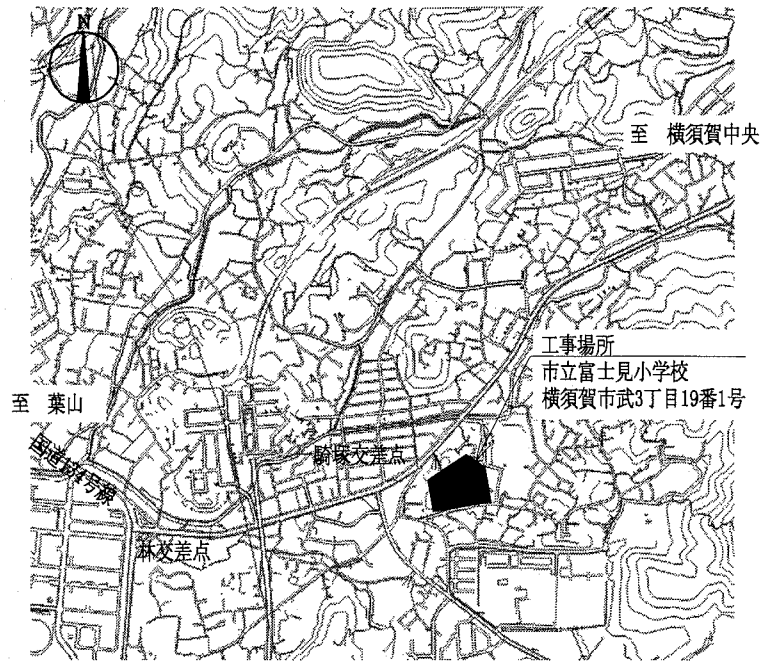 N
至 横須賀中央
工事場所
市立富士見小学校
横須賀市武3丁目19番1号
至 葉山
国道134号線
一騎塚交差点
林交差点